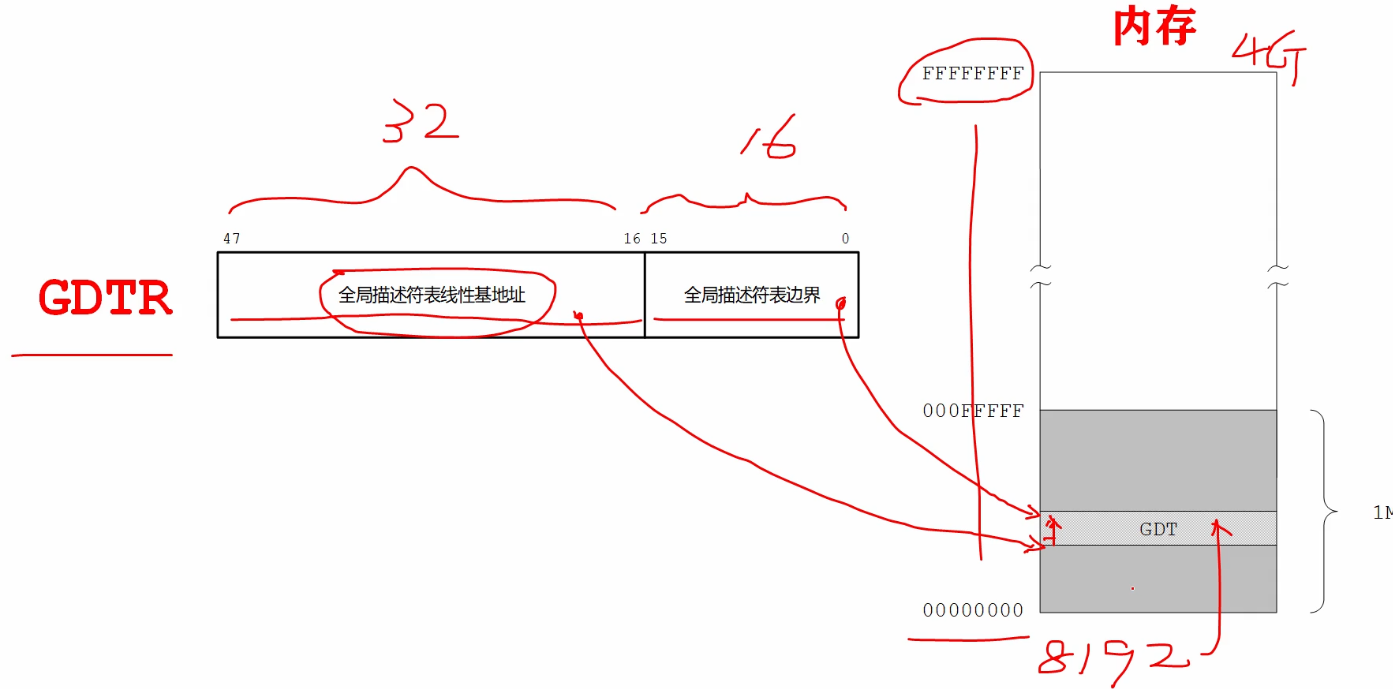 内存
4G
FFFFFFFF
32
16
47 16 15 0
GDTR
全局描述符表线性基地址 全局描述符表边界
000FFFFF
GDT
1M
00000000
8192